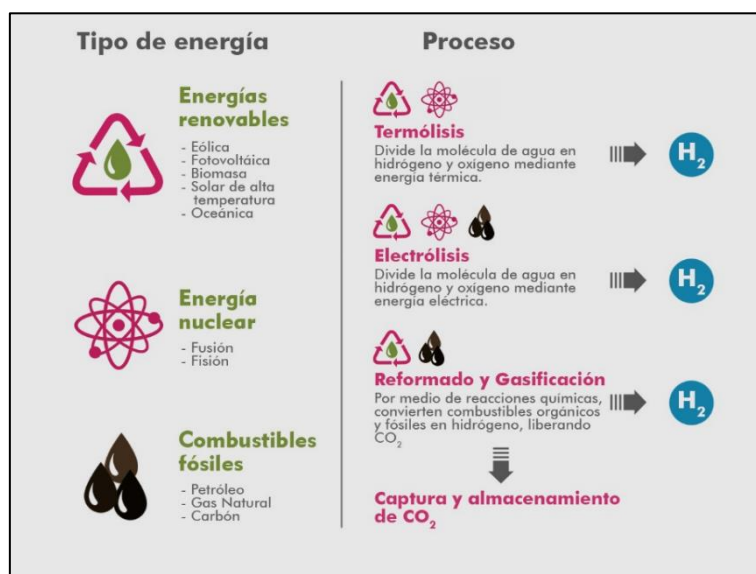 Tipo de energía
Energías
renovables
- Eólica
- Fotovoltáica
- Biomasa
- Solar de alta
temperatura
- Oceánica
Energía
nuclear
- Fusión
- Fisión
Combustibles
fósiles
- Petróleo
- Gas Natural
- Carbón
Proceso
Termólisis
Divide la molécula de agua en
hidrógeno y oxígeno mediante
energía térmica.
H₂
Electrólisis
Divide la molécula de agua en
hidrógeno y oxígeno mediante
energía eléctrica.
H₂
Reformado y Gasificación
Por medio de reacciones químicas,
convierten combustibles orgánicos
y fósiles en hidrógeno, liberando
CO₂
H₂
Captura y almacenamiento
de CO₂